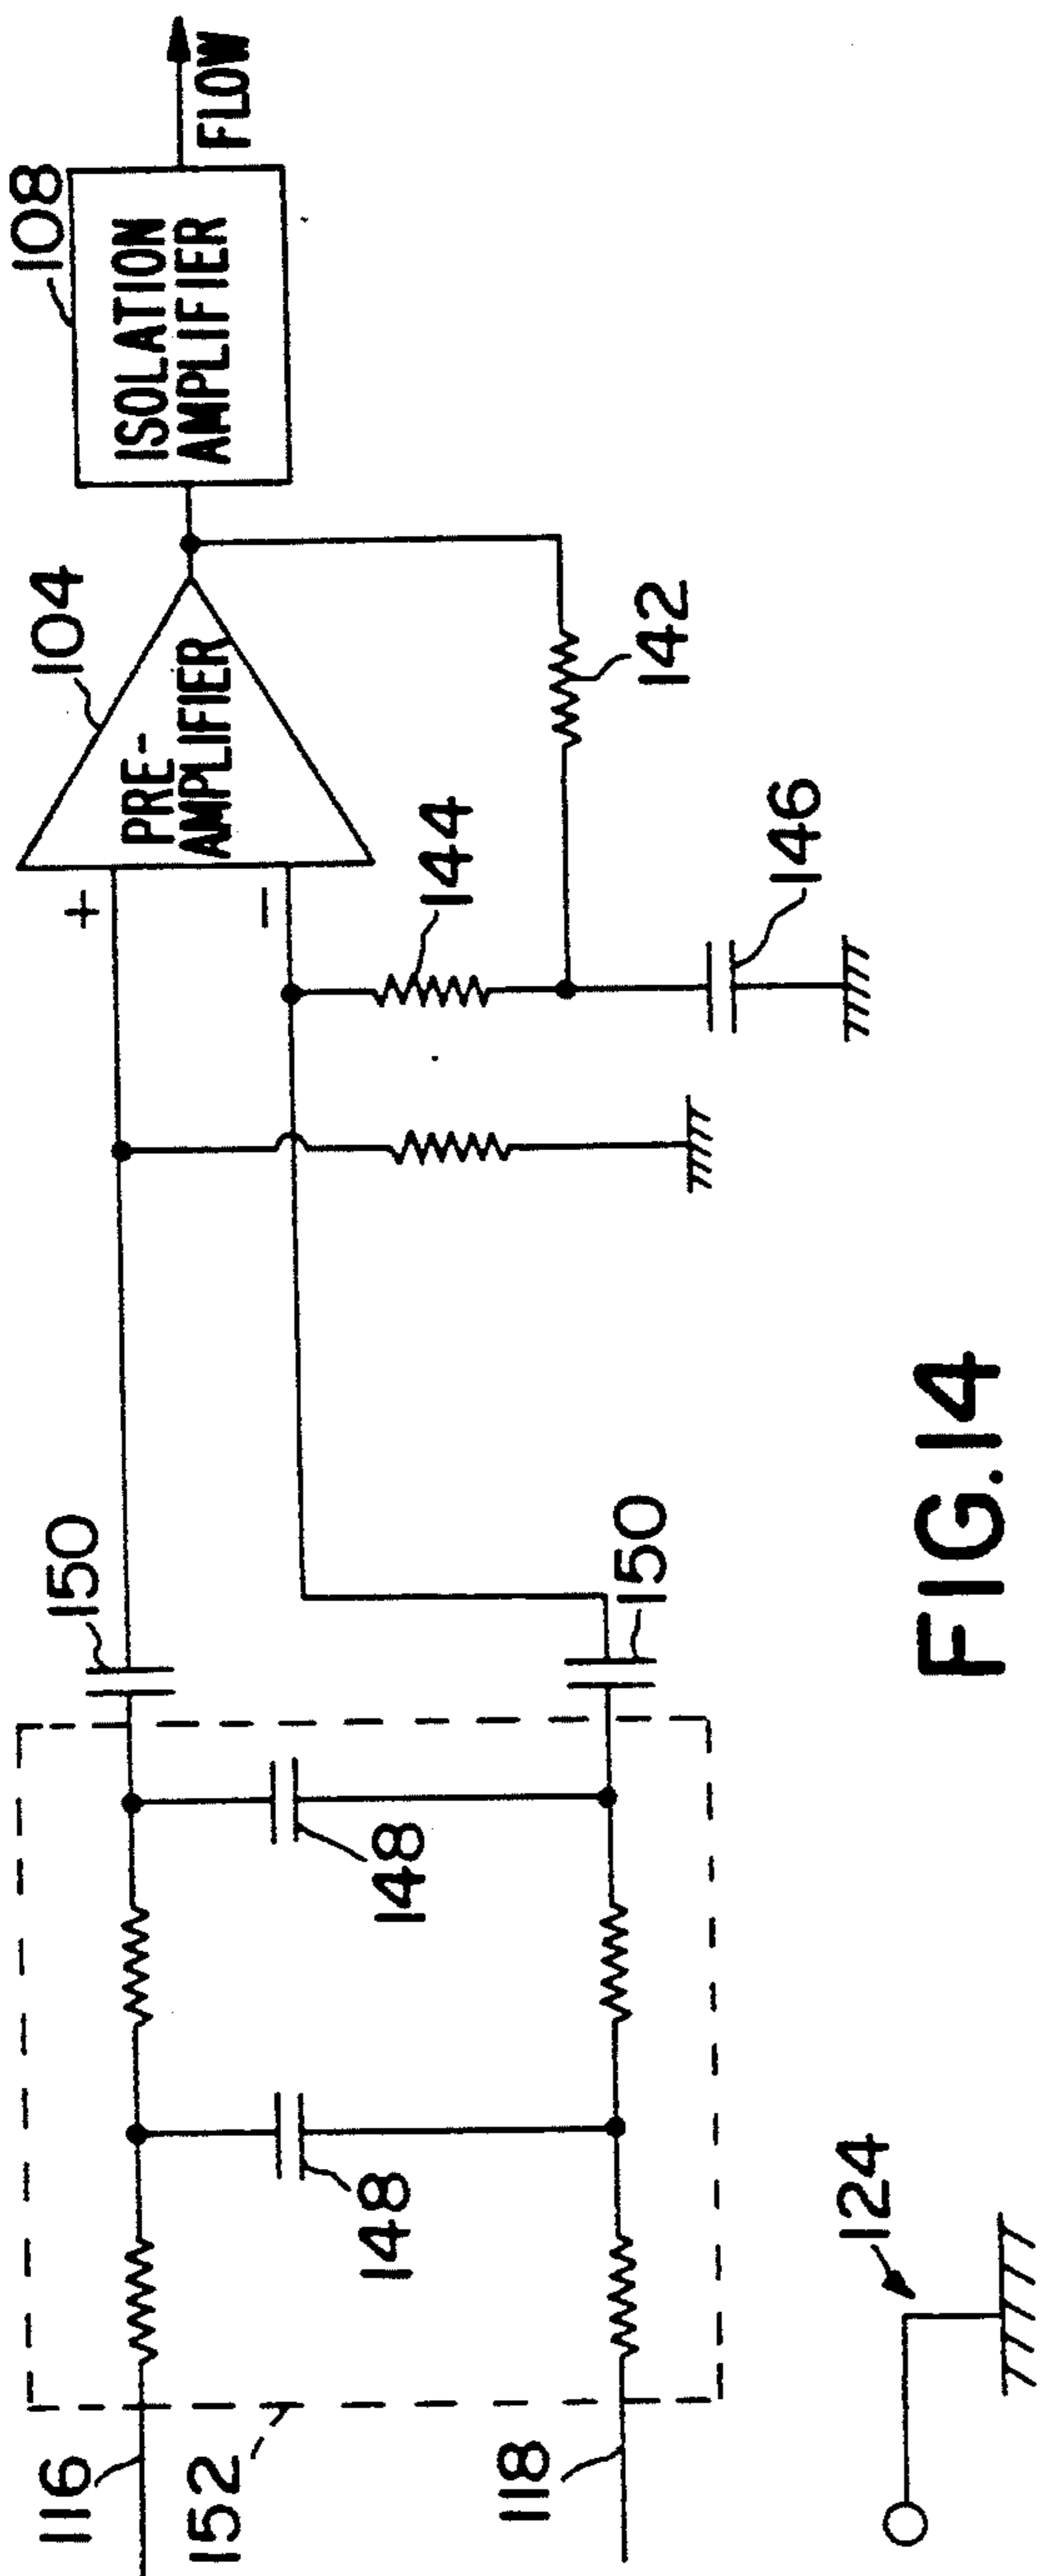 108
ISOLATION
AMPLIFIER
FLOW
104
PRE-
AMPLIFIER
+
−
144
142
146
150
150
148
148
116
152
118
124
FIG.14